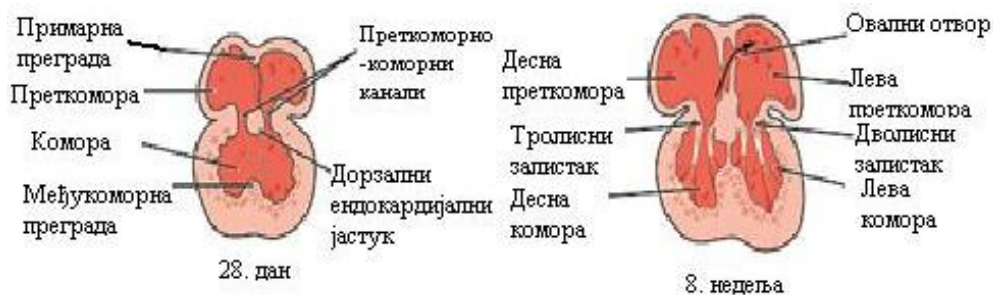 Примарна
преграда
Преткомора
Комора
Међукоморна
преграда
Преткоморно
-коморни
канали
Дорзални
ендокардијални
јастук
28. дан
Десна
преткомора
Тролисни
залистак
Десна
комора
Овални отвор
Лева
преткомора
Дволисни
залистак
Лева
комора
8. недеља